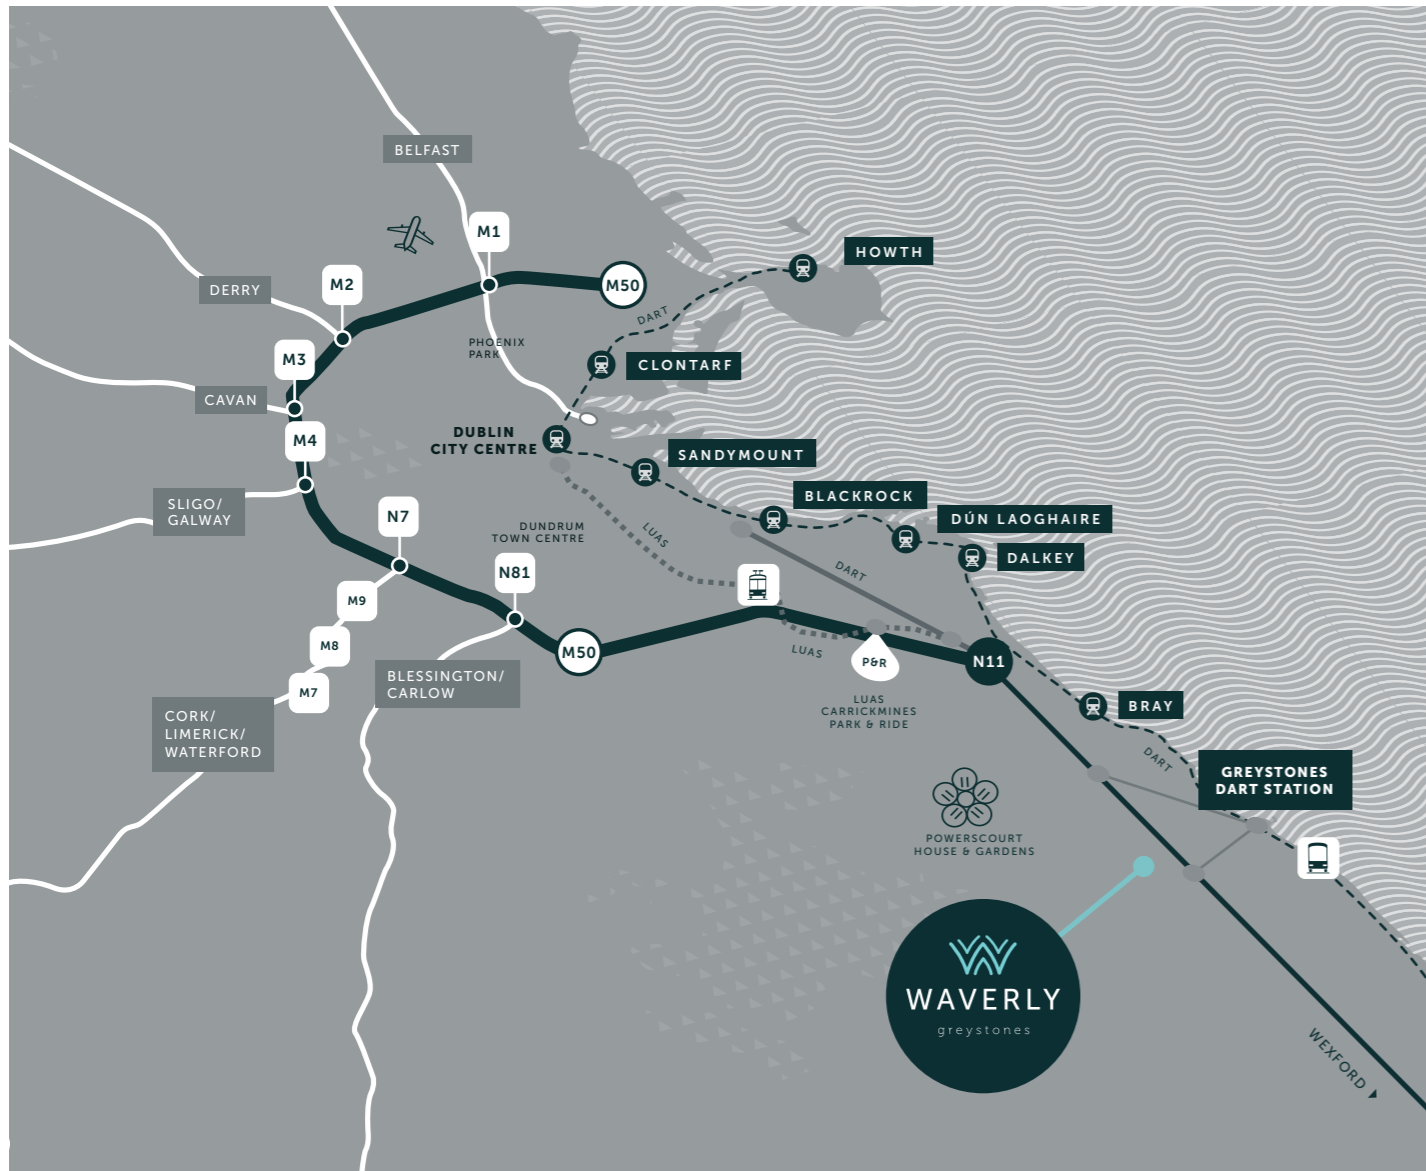 BELFAST
M1
HOWTH
M2
DERRY
M50
DART
PHOENIX
PARK
M3
CLONTARF
CAVAN
M4
DUBLIN
CITY CENTRE
SANDYMOUNT
BLACKROCK
SLIGO/
GALWAY
N7
DÚN LAOGHAIRE
DUNDRUM
TOWN CENTRE
LUAS
DALKEY
N81
DART
M9
M8
M50
LUAS
P&R
N11
M7
BLESSINGTON/
CARLOW
LUAS
CARRICKMINES
PARK & RIDE
BRAY
CORK/
LIMERICK/
WATERFORD
DART
GREYSTONES
DART STATION
POWERSCOURT
HOUSE & GARDENS
WAVERLY
greystones
WEXFORD